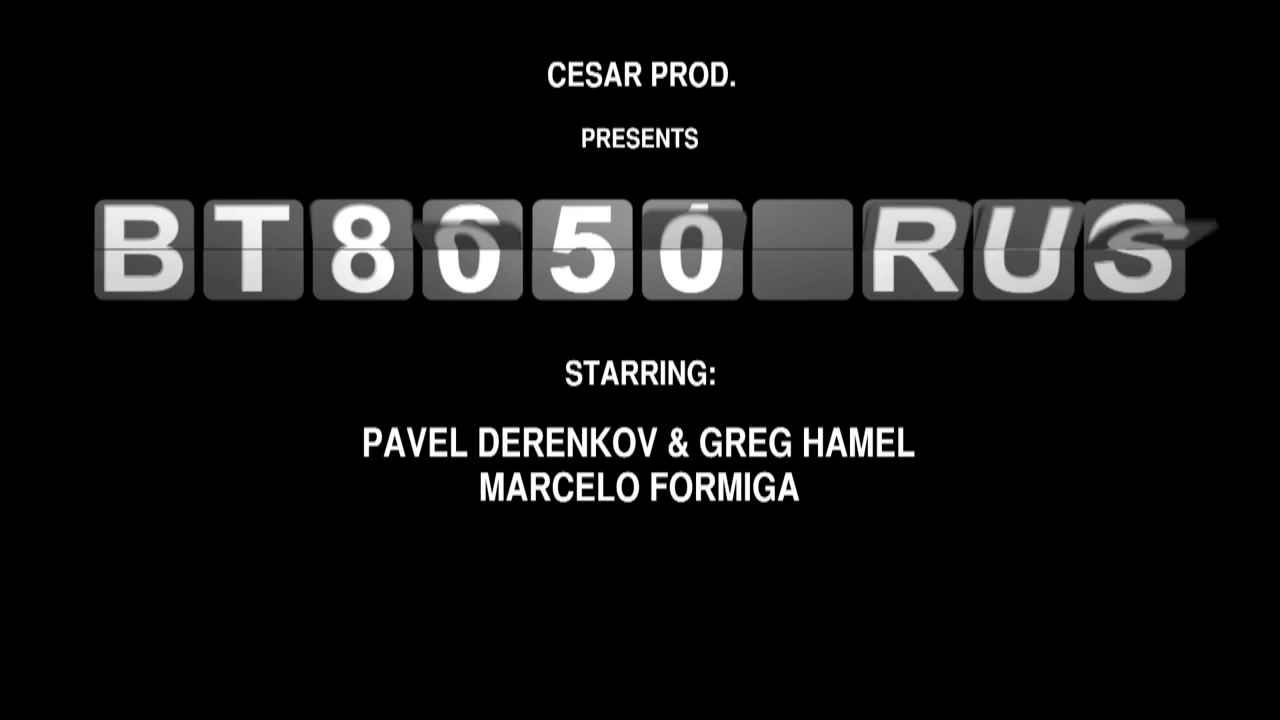 CESAR PROD.
PRESENTS
BT8050 RUS
STARRING:
PAVEL DERENKOV & GREG HAMEL
MARCELO FORMIGA